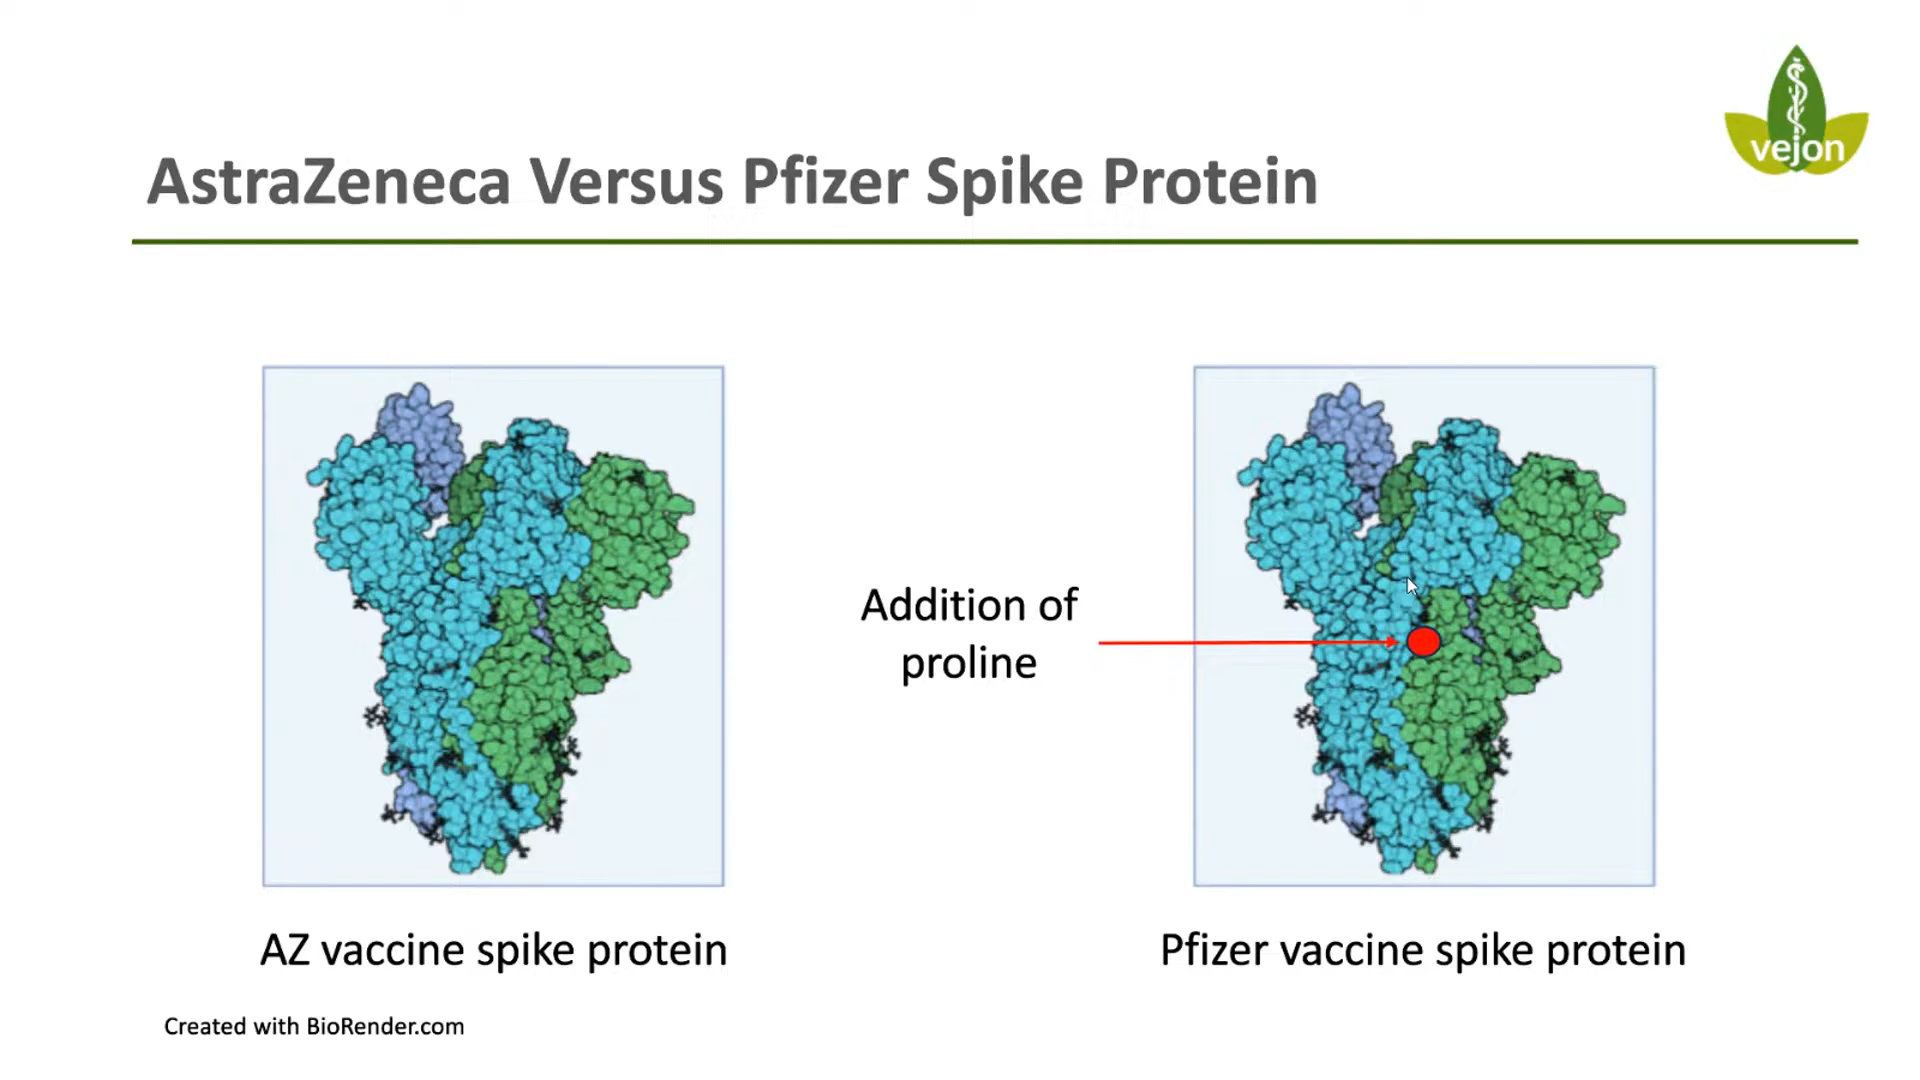 vejon
AstraZeneca Versus Pfizer Spike Protein
Addition of
proline
AZ vaccine spike protein
Pfizer vaccine spike protein
Created with BioRender.com